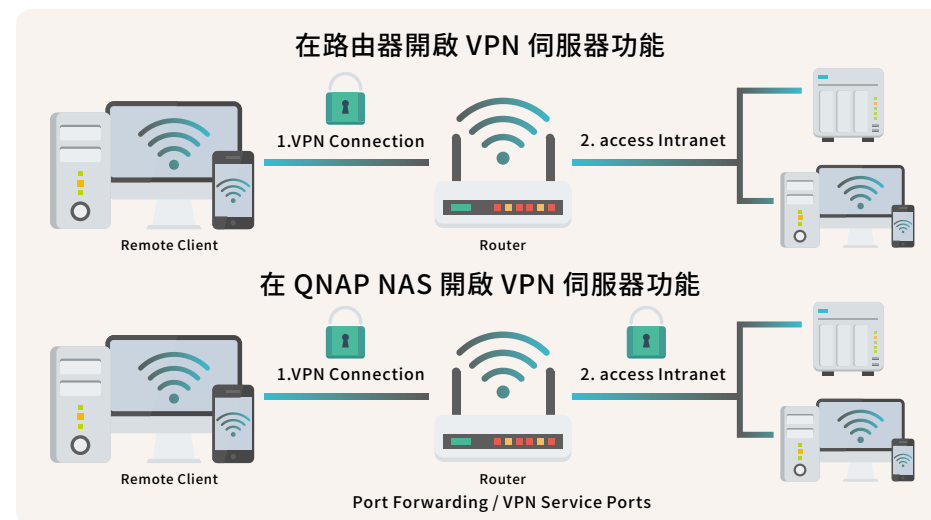 在路由器開啟 VPN 伺服器功能
1.VPN Connection
2. access Intranet
Remote Client
Router
在 QNAP NAS 開啟 VPN 伺服器功能
1.VPN Connection
2. access Intranet
Remote Client
Router
Port Forwarding / VPN Service Ports